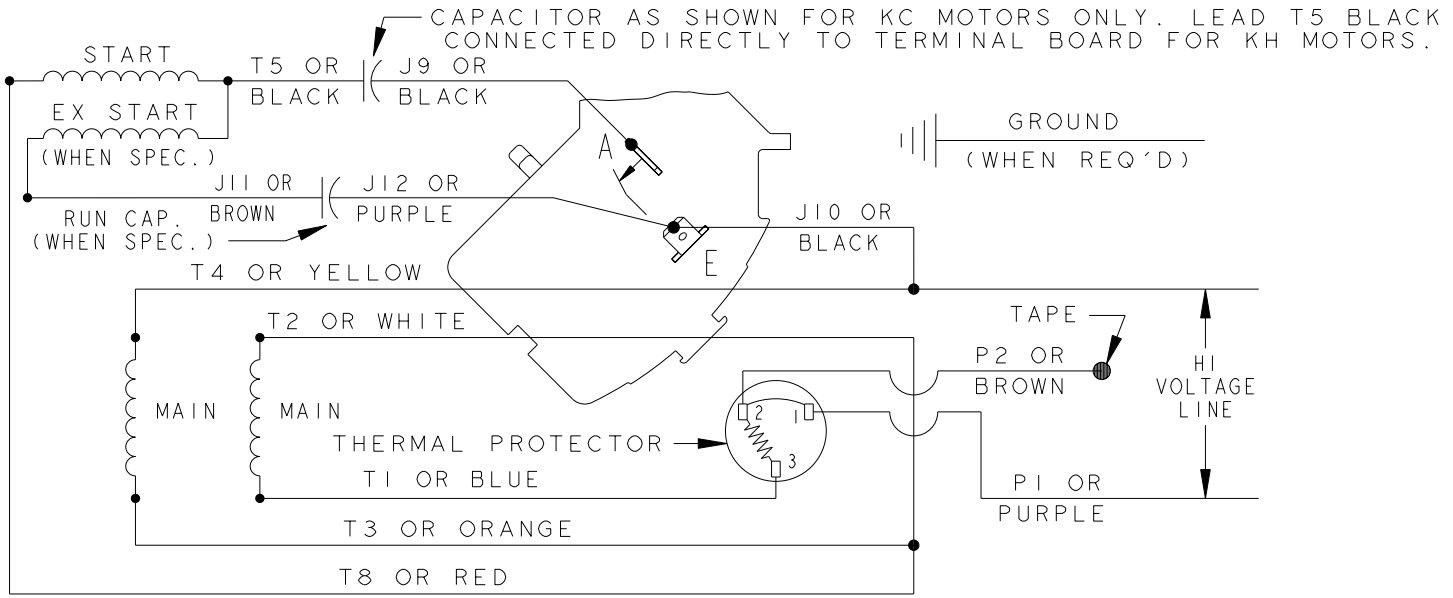 CAPACITOR AS SHOWN FOR KC MOTORS ONLY. LEAD T5 BLACK
CONNECTED DIRECTLY TO TERMINAL BOARD FOR KH MOTORS.
START
T5 OR
BLACK
J9 OR
BLACK
EX START
(WHEN SPEC.)
A
GROUND
(WHEN REQ'D)
J11 OR
BROWN
J12 OR
PURPLE
RUN CAP.
(WHEN SPEC.)
J10 OR
BLACK
E
T4 OR YELLOW
T2 OR WHITE
TAPE
P2 OR
BROWN
HI
VOLTAGE
LINE
MAIN
MAIN
2
1
3
THERMAL PROTECTOR
T1 OR BLUE
P1 OR
PURPLE
T3 OR ORANGE
T8 OR RED